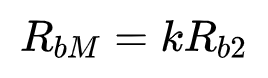 R_{bM} = kR_{b2}